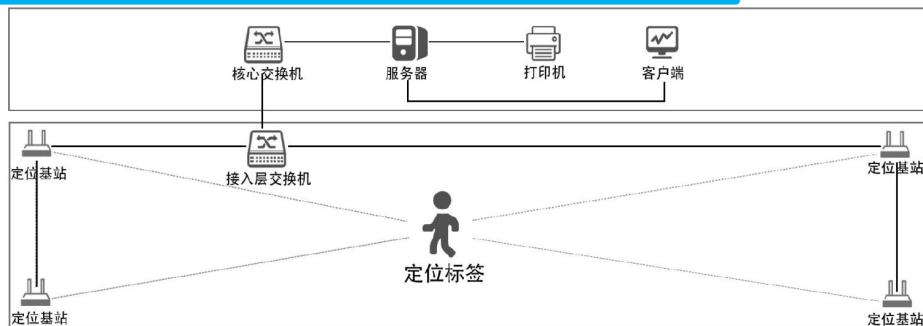 核心交换机
服务器
打印机
客户端
定位基站
接入层交换机
定位基站
定位标签
定位基站
定位基站